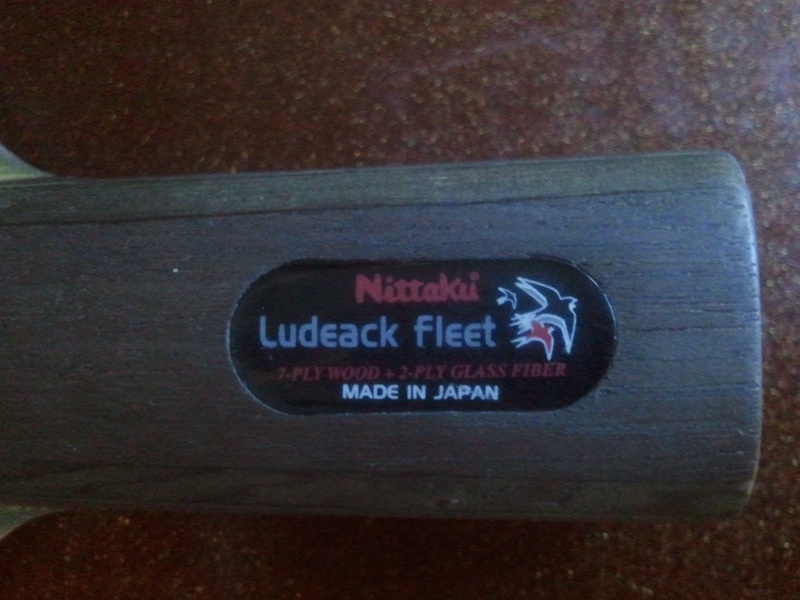 Nittaku
Ludeack fleet
7-PLY WOOD + 2-PLY GLASS FIBER
MADE IN JAPAN